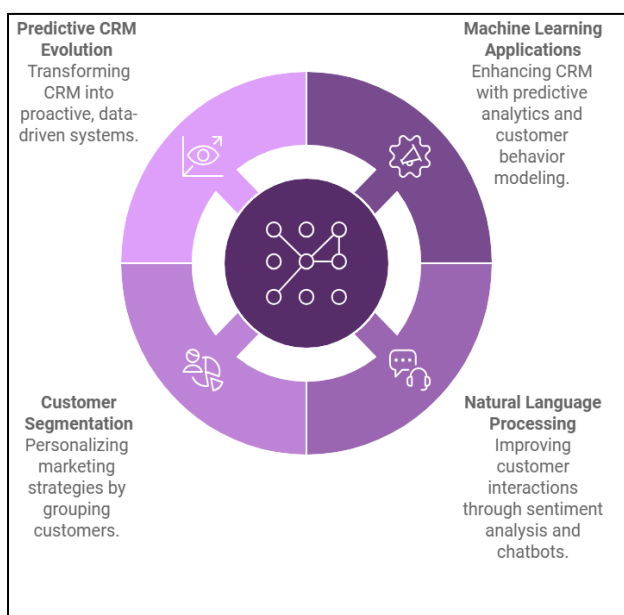 Predictive CRM
Evolution
Transforming
CRM into
proactive, data-
driven systems.
Machine Learning
Applications
Enhancing CRM
with predictive
analytics and
customer
behavior
modeling.
Customer
Segmentation
Personalizing
marketing
strategies by
grouping
customers.
Natural Language
Processing
Improving
customer
interactions
through sentiment
analysis and
chatbots.